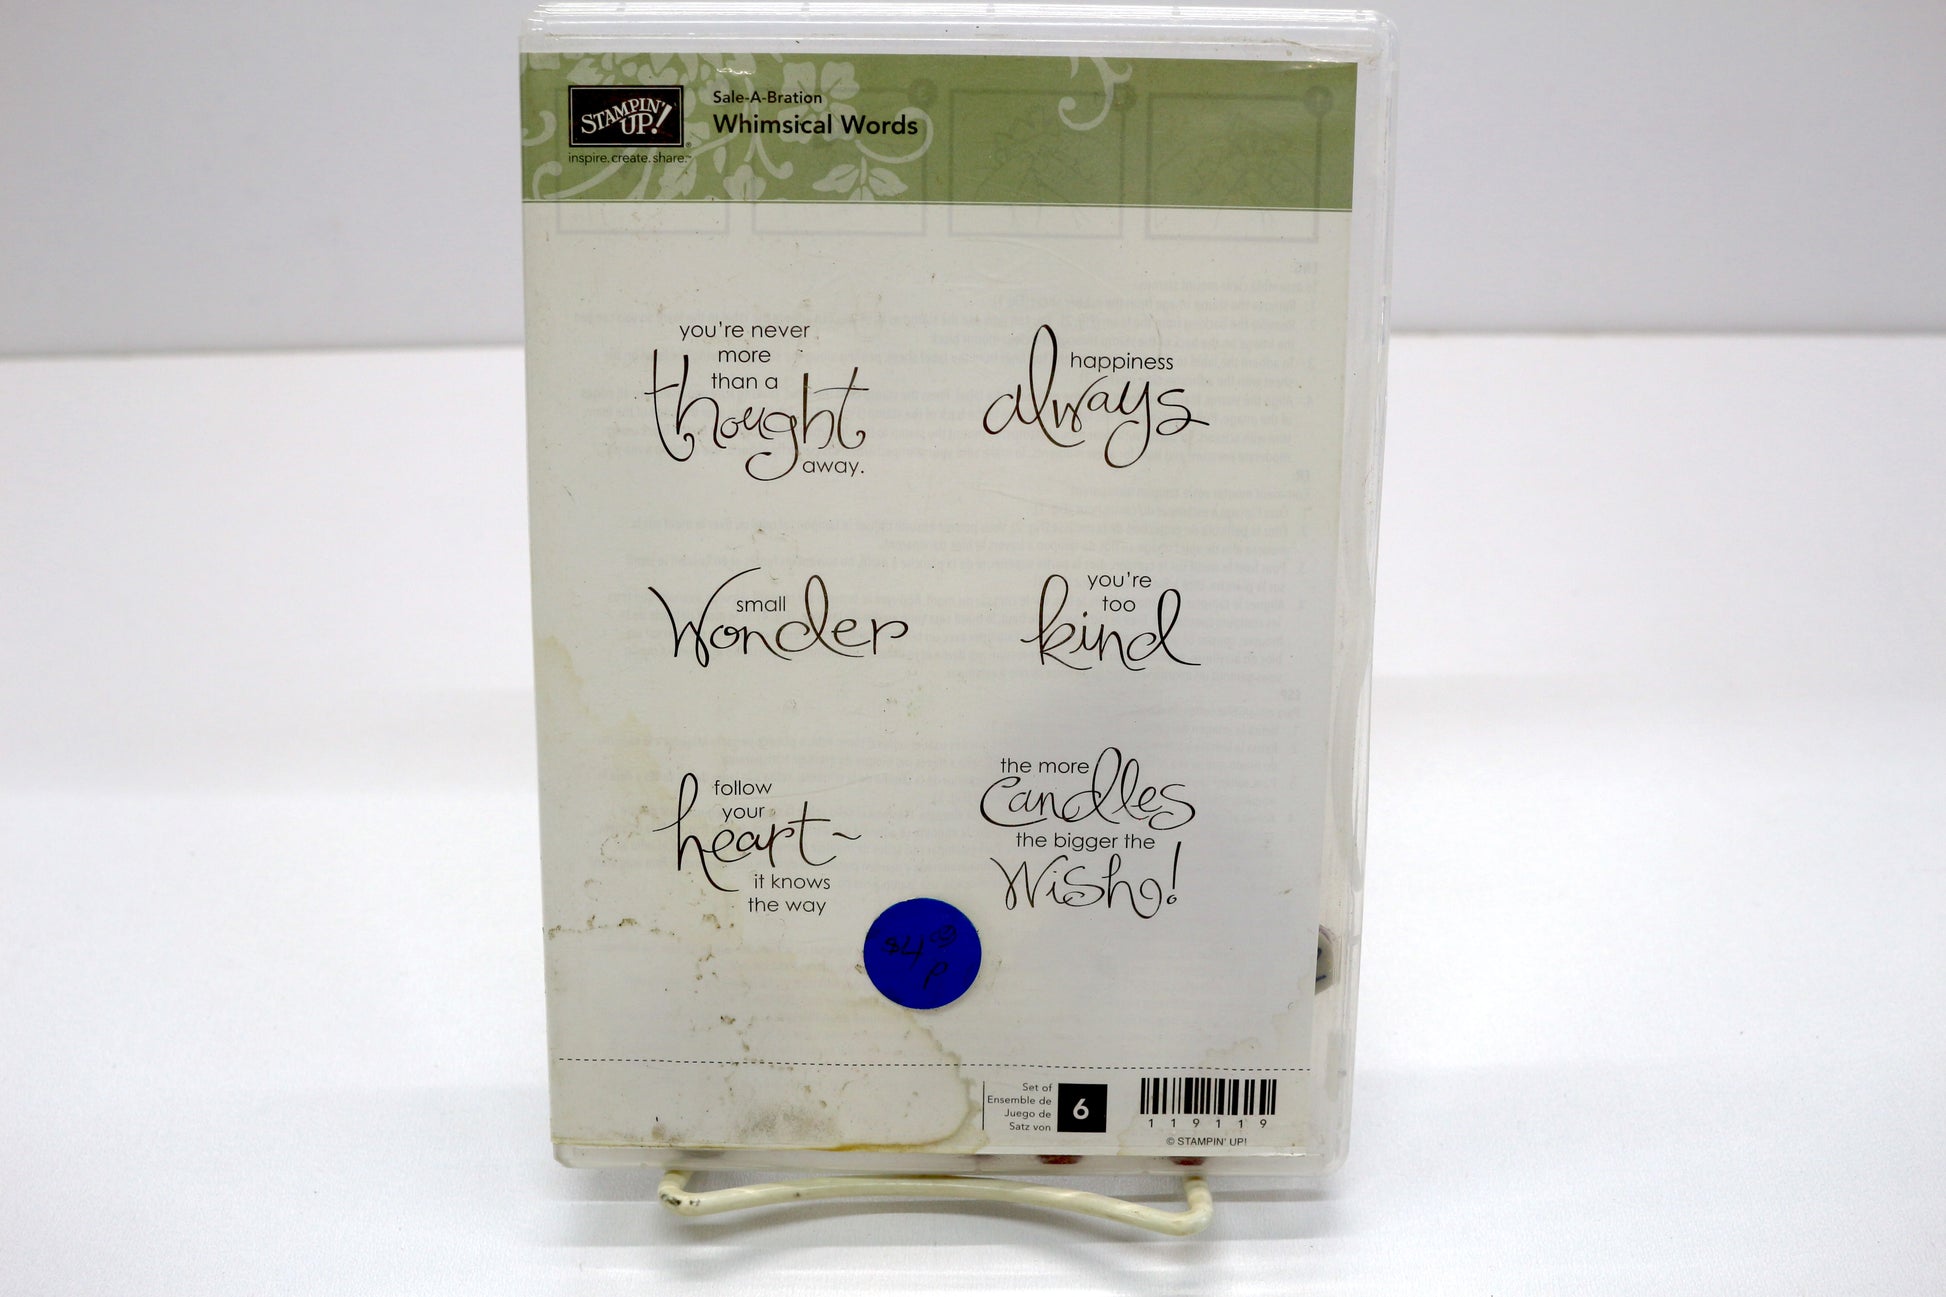 STAMPIN' UP!
inspire. create. share.
Sale-A-Bration
Whimsical Words
you're never
more
than a
thought
away.
happiness
always
small
wonder
you're
too
kind
follow
your
heart~
it knows
the way
the more
candles
the bigger the
wish!
$4
P
Set of
Ensemble de
Juego de
Satz von
6
119119
© STAMPIN' UP!